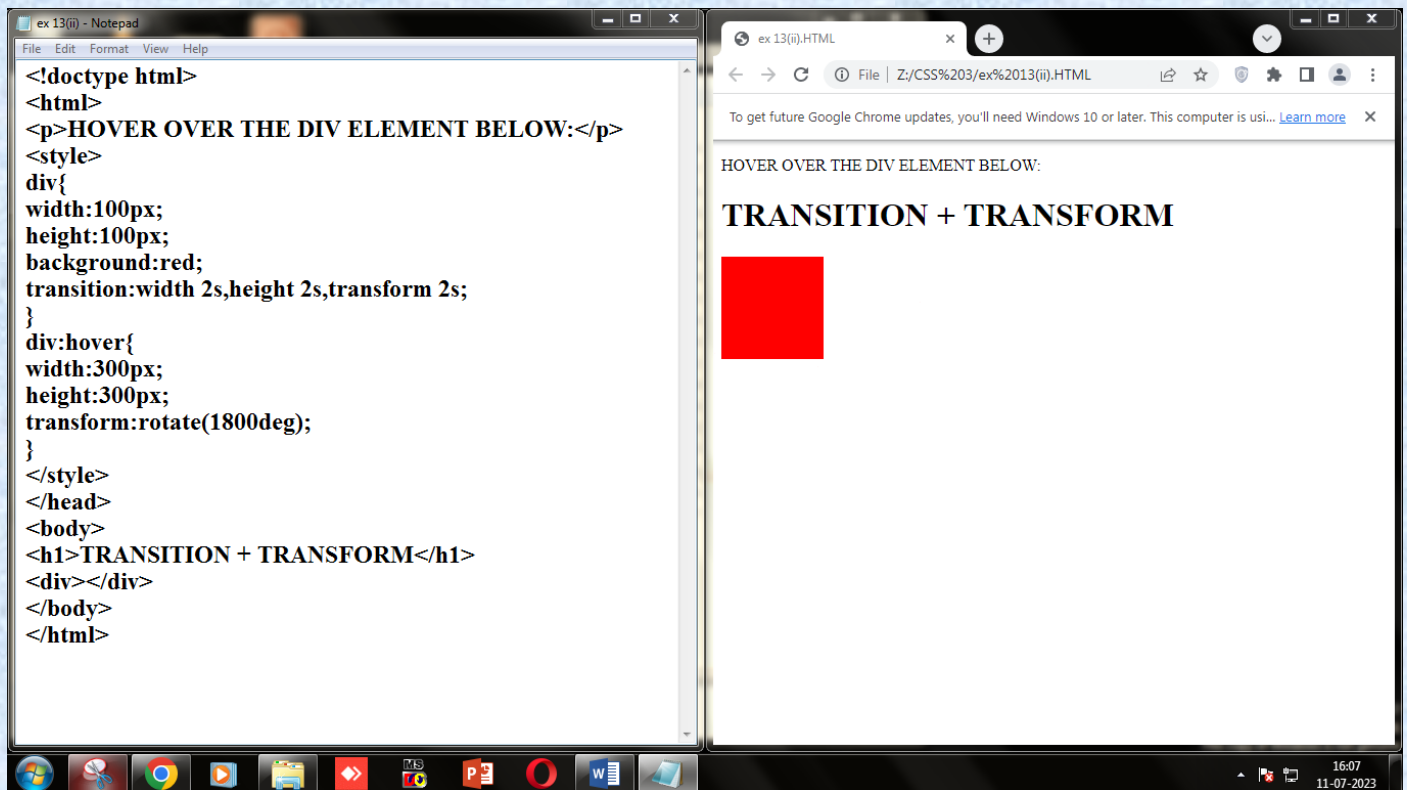 ex 13(ii) - Notepad
File Edit Format View Help
<!doctype html>
<html>
<p>HOVER OVER THE DIV ELEMENT BELOW:</p>
<style>
div{
width:100px;
height:100px;
background:red;
transition:width 2s,height 2s,transform 2s;
}
div:hover{
width:300px;
height:300px;
transform:rotate(1800deg);
}
</style>
</head>
<body>
<h1>TRANSITION + TRANSFORM</h1>
<div></div>
</body>
</html>
ex 13(ii).HTML
File Z:/CSS%203/ex%2013(ii).HTML
To get future Google Chrome updates, you'll need Windows 10 or later. This computer is usi... Learn more
HOVER OVER THE DIV ELEMENT BELOW:
TRANSITION + TRANSFORM
MS
16:07
11-07-2023